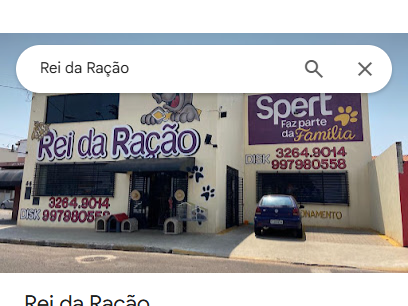 Rei da Ração
Spert
Faz parte
da Família
Rei da Ração
DISK 3264.9014
997980558
3264.9014
DISK 997980558
Rei da Ração